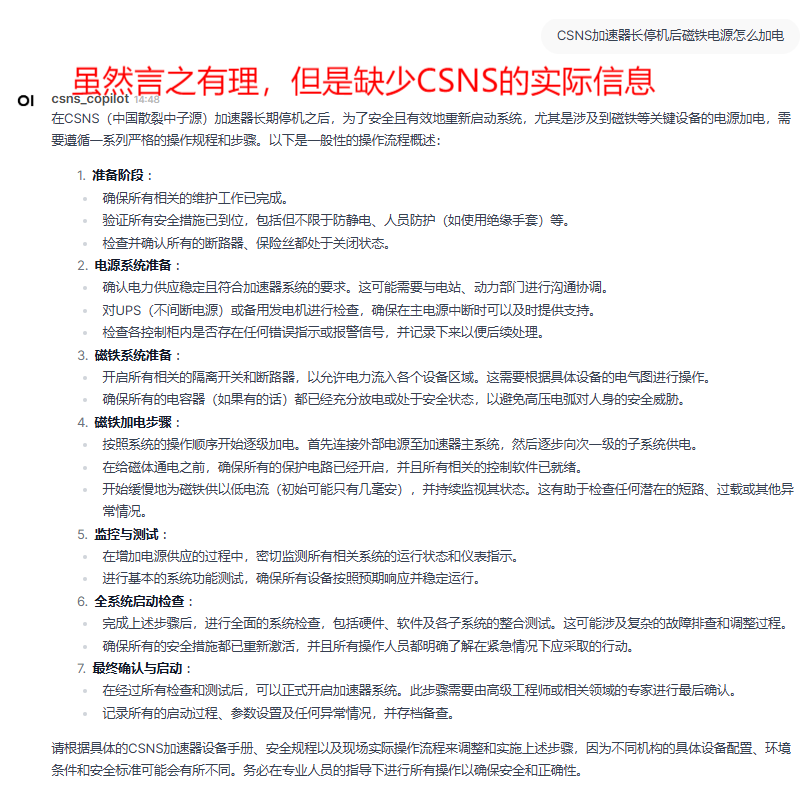 CSNS加速器长停机后磁铁电源怎么加电
虽然言之有理，但是缺少CSNS的实际信息
OI csns_copilot 14:48
在CSNS（中国散裂中子源）加速器长期停机之后，为了安全且有效地重新启动系统，尤其是涉及到磁铁等关键设备的电源加电，需
要遵循一系列严格的操作规程和步骤。以下是一般性的操作流程概述：
1. 准备阶段：
确保所有相关的维护工作已完成。
验证所有安全措施已到位，包括但不限于防静电、人员防护（如使用绝缘手套）等。
检查并确认所有的断路器、保险丝都处于关闭状态。
2. 电源系统准备：
确认电力供应稳定且符合加速器系统的要求。这可能需要与电站、动力部门进行沟通协调。
对UPS（不间断电源）或备用发电机进行检查，确保在主电源中断时可以及时提供支持。
检查各控制柜内是否存在任何错误指示或报警信号，并记录下来以便后续处理。
3. 磁铁系统准备：
开启所有相关的隔离开关和断路器，以允许电力流入各个设备区域。这需要根据具体设备的电气图进行操作。
确保所有的电容器（如果有的话）都已经充分放电或处于安全状态，以避免高压电弧对人身的安全威胁。
4. 磁铁加电步骤：
按照系统的操作顺序开始逐级加电。首先连接外部电源至加速器主系统，然后逐步向次一级的子系统供电。
在给磁体通电之前，确保所有的保护电路已经开启，并且所有相关的控制软件已就绪。
开始缓慢地为磁铁供以低电流（初始可能只有几毫安），并持续监视其状态。这有助于检查任何潜在的短路、过载或其他异
常情况。
5. 监控与测试：
在增加电源供应的过程中，密切监测所有相关系统的运行状态和仪表指示。
进行基本的系统功能测试，确保所有设备按照预期响应并稳定运行。
6. 全系统启动检查：
完成上述步骤后，进行全面的系统检查，包括硬件、软件及各子系统的整合测试。这可能涉及复杂的故障排查和调整过程。
确保所有的安全措施都已重新激活，并且所有操作人员都明确了解在紧急情况下应采取的行动。
7. 最终确认与启动：
在经过所有检查和测试后，可以正式开启加速器系统。此步骤需要由高级工程师或相关领域的专家进行最后确认。
记录所有的启动过程、参数设置及任何异常情况，并存档备查。
请根据具体的CSNS加速器设备手册、安全规程以及现场实际操作流程来调整和实施上述步骤，因为不同机构的具体设备配置、环境
条件和安全标准可能会有所不同。务必在专业人员的指导下进行所有操作以确保安全和正确性。